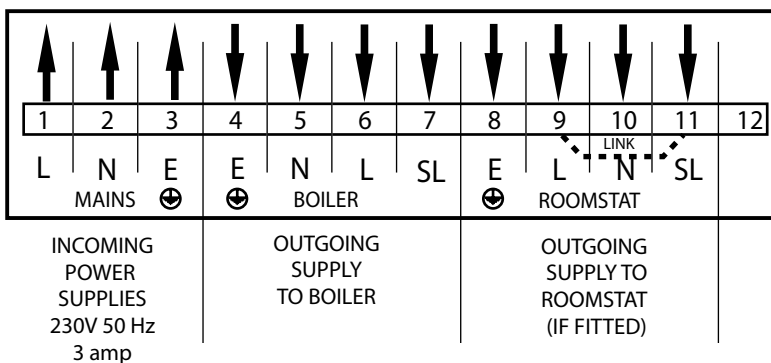 1 2 3 4 5 6 7 8 9 10 11 12
LINK
L N E E N L SL E L N SL
MAINS BOILER ROOMSTAT
INCOMING
POWER
SUPPLIES
230V 50 Hz
3 amp
OUTGOING
SUPPLY
TO BOILER
OUTGOING
SUPPLY TO
ROOMSTAT
(IF FITTED)